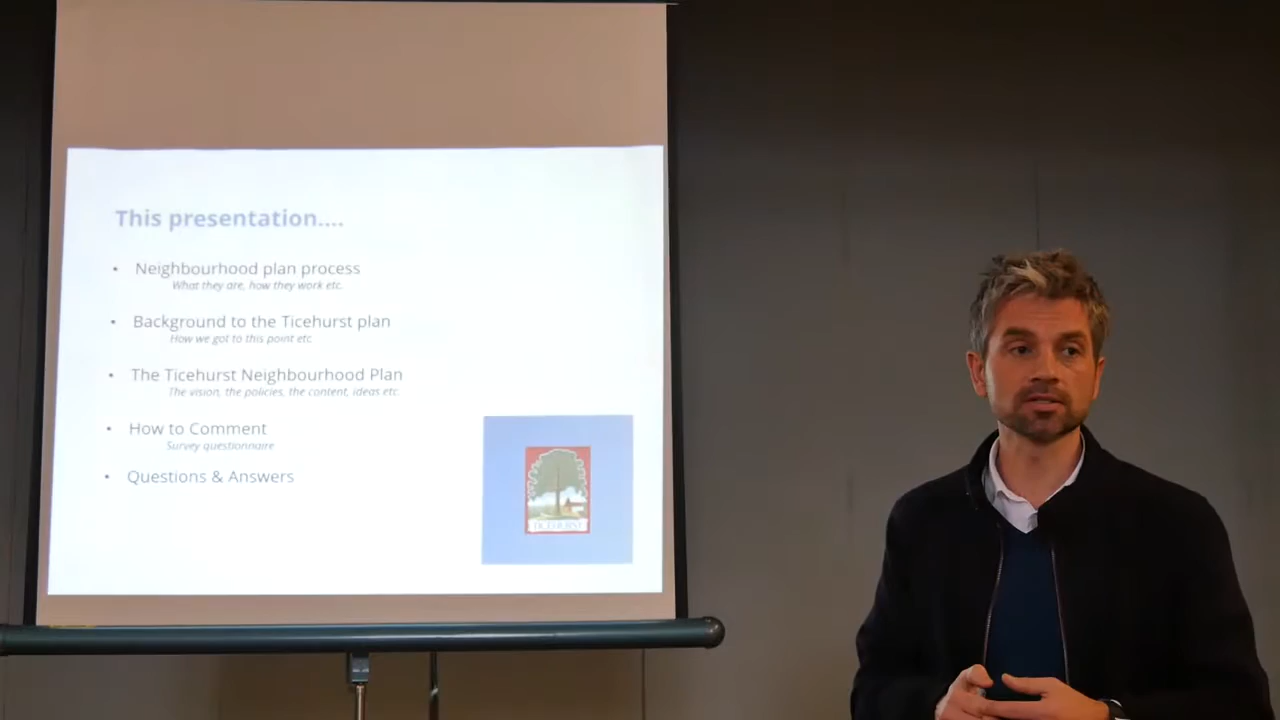 This presentation....
• Neighbourhood plan process
What they are, how they work etc.
• Background to the Ticehurst plan
How we got to this point etc
• The Ticehurst Neighbourhood Plan
The vision, the policies, the content, ideas etc.
• How to Comment
Survey questionnaire
• Questions & Answers
TICEHURST